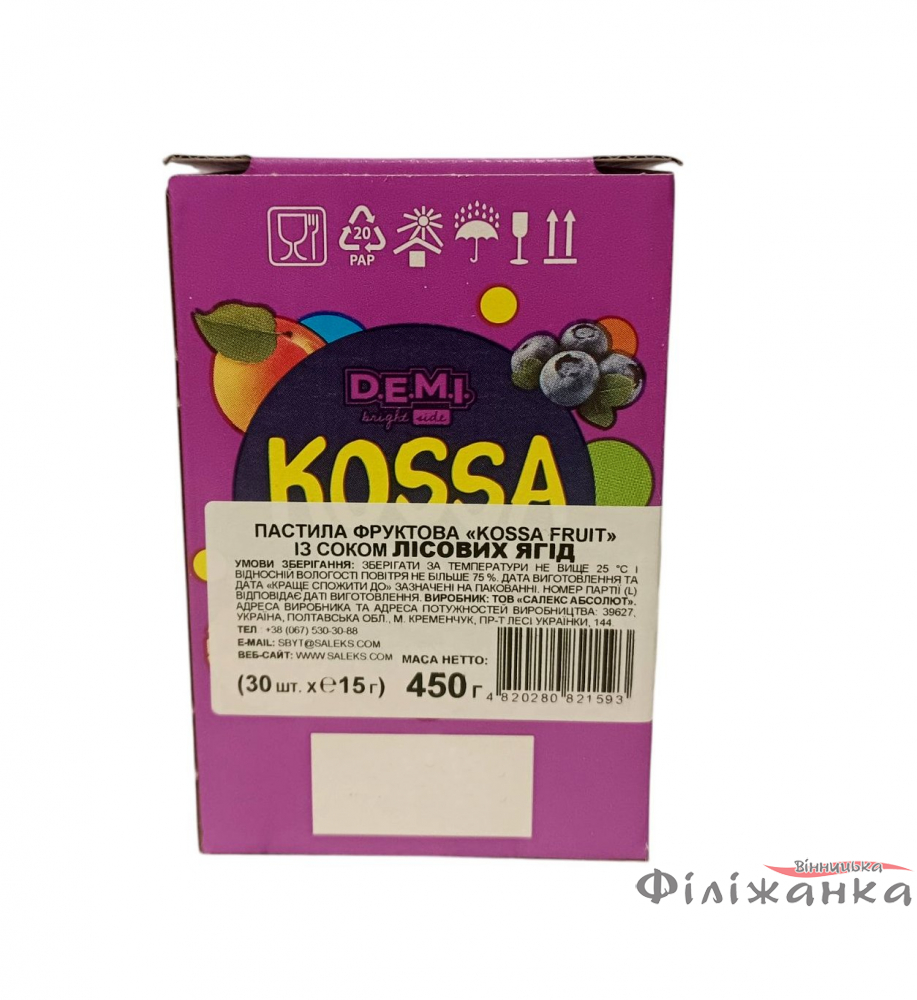 20
PAP
D.E.M.I.
bright side
KOSSA
ПАСТИЛА ФРУКТОВА «KOSSA FRUIT»
ІЗ СОКОМ ЛІСОВИХ ЯГІД
УМОВИ ЗБЕРІГАННЯ: ЗБЕРІГАТИ ЗА ТЕМПЕРАТУРИ НЕ ВИЩЕ 25 °С І
ВІДНОСНІЙ ВОЛОГОСТІ ПОВІТРЯ НЕ БІЛЬШЕ 75 %. ДАТА ВИГОТОВЛЕННЯ ТА
ДАТА «КРАЩЕ СПОЖИТИ ДО» ЗАЗНАЧЕНІ НА ПАКОВАННІ. НОМЕР ПАРТІЇ (L)
ВІДПОВІДАЄ ДАТІ ВИГОТОВЛЕННЯ. ВИРОБНИК: ТОВ «САЛЕКС АБСОЛЮТ».
АДРЕСА ВИРОБНИКА ТА АДРЕСА ПОТУЖНОСТЕЙ ВИРОБНИЦТВА: 39627,
УКРАЇНА, ПОЛТАВСЬКА ОБЛ., М. КРЕМЕНЧУК, ПР-Т ЛЕСІ УКРАЇНКИ, 144.
ТЕЛ.: +38 (067) 530-30-88
E-MAIL: SBYT@SALEKS.COM
ВЕБ-САЙТ: WWW.SALEKS.COM
МАСА НЕТТО:
(30 шт. х ℮15 г) 450 г
4 820280 821593
Вінницька
Філіжанка